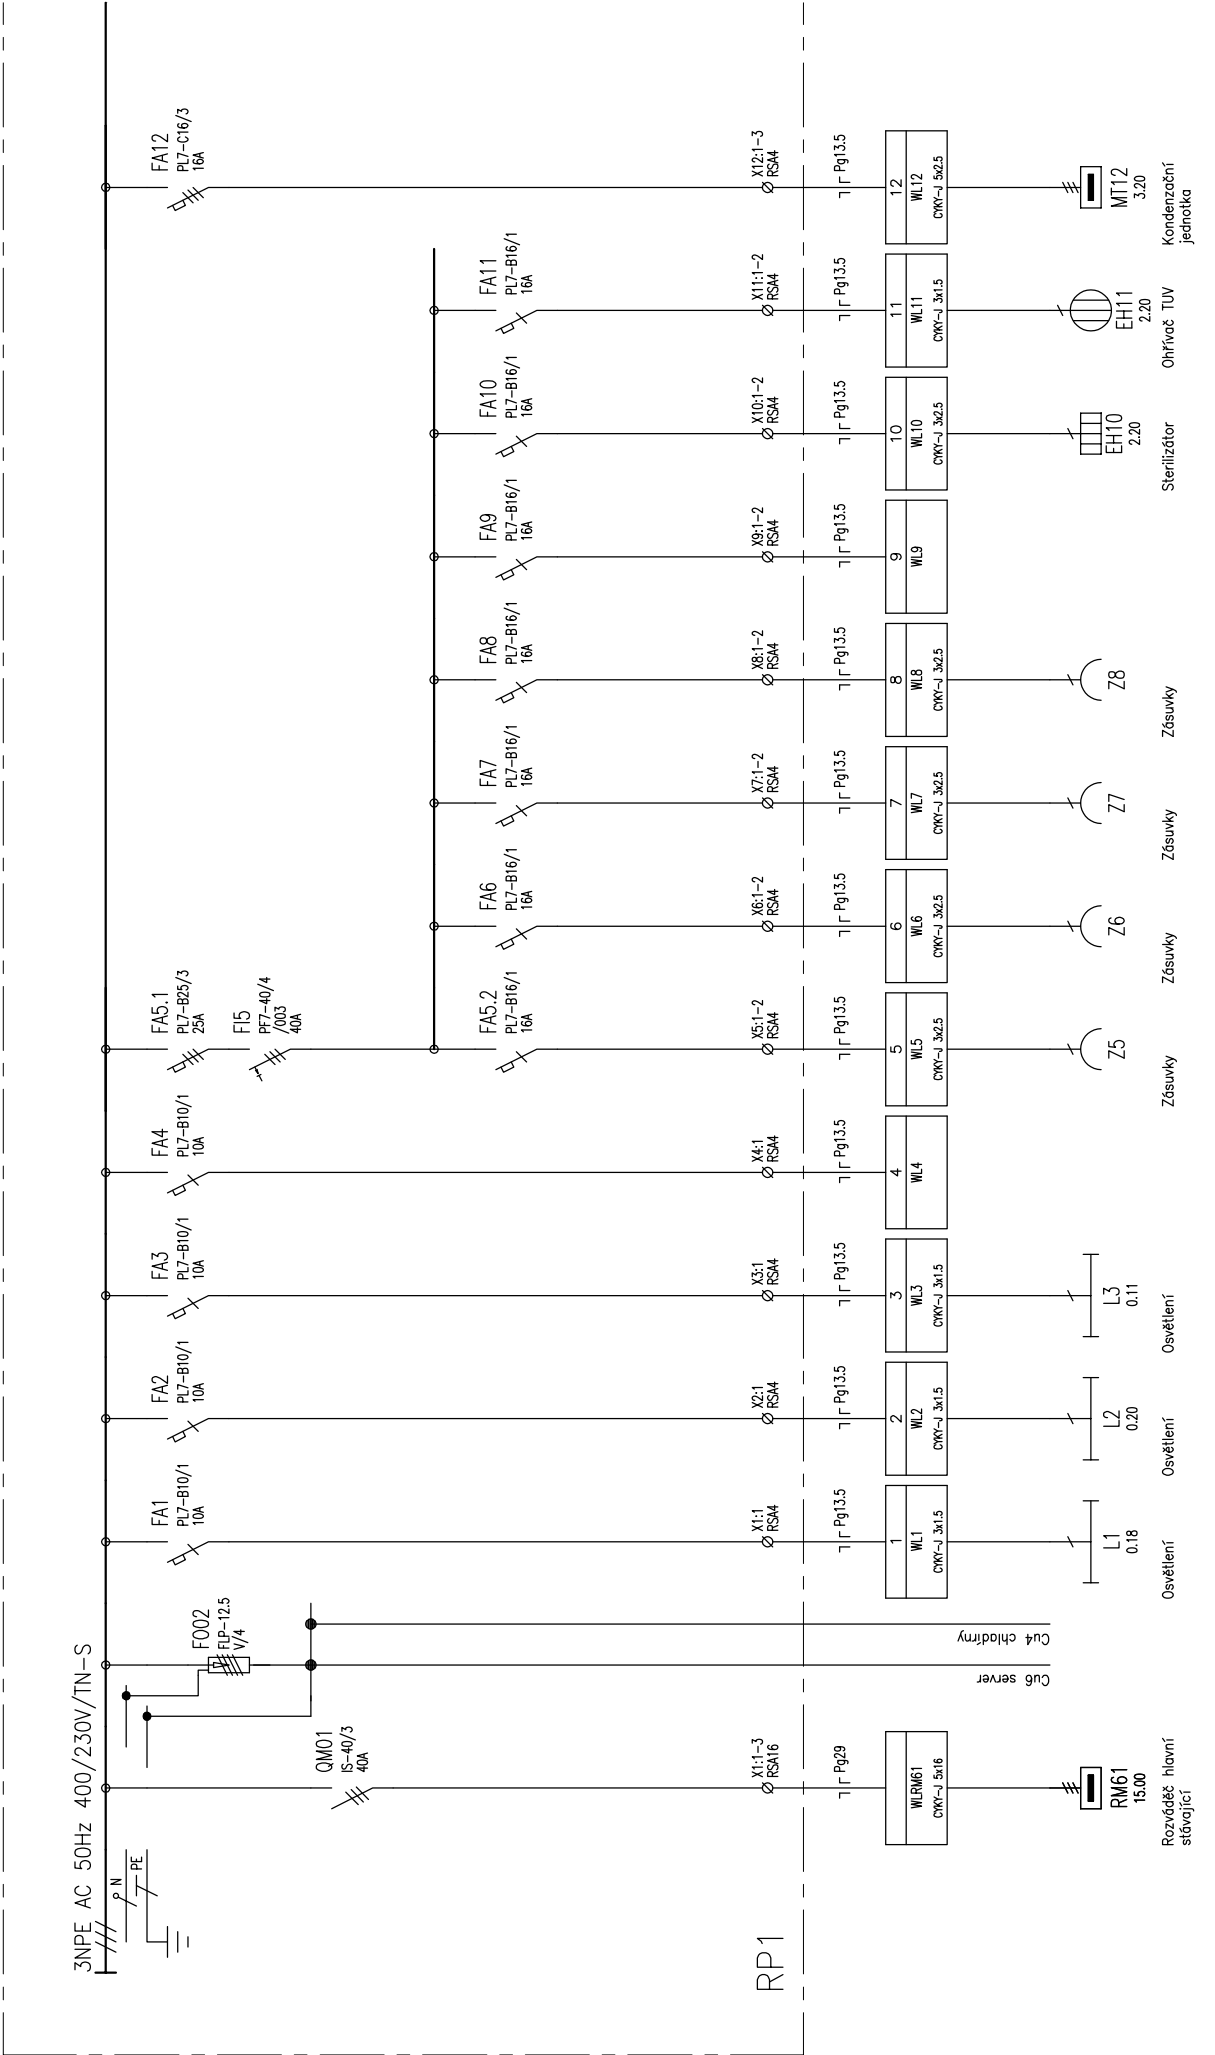 3NPE AC 50Hz 400/230V/TN-S
N
PE
RP1
QM01
IS-40/3
40A
X1:1-3
RSA16
Pg29
WLRM61
CYKY-J 5x16
RM61
15.00
Rozváděč hlavní
stávající
F002
FLP-12.5
V/4
Cu6 server
Cu4 chladírny
FA1
PL7-B10/1
10A
X1:1
RSA4
Pg13.5
1
WL1
CYKY-J 3x1.5
L1
0.18
Osvětlení
FA2
PL7-B10/1
10A
X2:1
RSA4
Pg13.5
2
WL2
CYKY-J 3x1.5
L2
0.20
Osvětlení
FA3
PL7-B10/1
10A
X3:1
RSA4
Pg13.5
3
WL3
CYKY-J 3x1.5
L3
0.11
Osvětlení
FA4
PL7-B10/1
10A
X4:1
RSA4
Pg13.5
4
WL4
FA5.1
PL7-B25/3
25A
FI5
PF7-40/4
/003
40A
FA5.2
PL7-B16/1
16A
X5:1-2
RSA4
Pg13.5
5
WL5
CYKY-J 3x2.5
Z5
Zásuvky
FA6
PL7-B16/1
16A
X6:1-2
RSA4
Pg13.5
6
WL6
CYKY-J 3x2.5
Z6
Zásuvky
FA7
PL7-B16/1
16A
X7:1-2
RSA4
Pg13.5
7
WL7
CYKY-J 3x2.5
Z7
Zásuvky
FA8
PL7-B16/1
16A
X8:1-2
RSA4
Pg13.5
8
WL8
CYKY-J 3x2.5
Z8
Zásuvky
FA9
PL7-B16/1
16A
X9:1-2
RSA4
Pg13.5
9
WL9
FA10
PL7-B16/1
16A
X10:1-2
RSA4
Pg13.5
10
WL10
CYKY-J 3x2.5
EH10
2.20
Sterilizátor
FA11
PL7-B16/1
16A
X11:1-2
RSA4
Pg13.5
11
WL11
CYKY-J 3x1.5
EH11
2.20
Ohřívač TUV
FA12
PL7-C16/3
16A
X12:1-3
RSA4
Pg13.5
12
WL12
CYKY-J 5x2.5
MT12
3.20
Kondenzační
jednotka